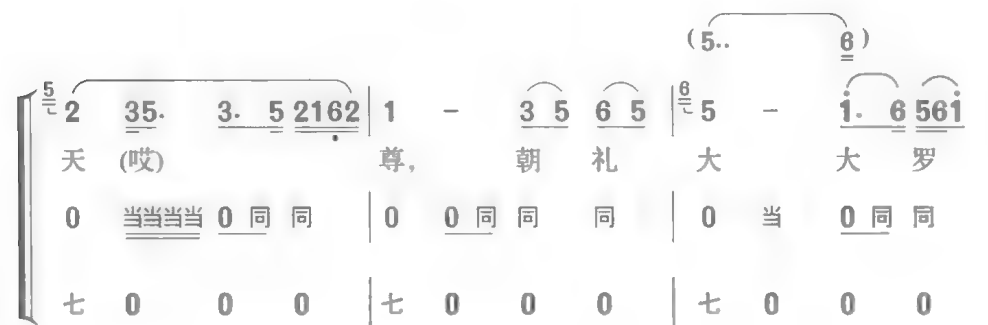 (5·· 6)
5 2 35· 3· 5 2162 | 1 - 3 5 6 5 | 6 5 - 1· 6 561
天 (哎) 尊, 朝 礼 大 大 罗
0 当当当当 0 同 同 | 0 0 同 同 同 | 0 当 0 同 同
七 0 0 0 | 七 0 0 0 | 七 0 0 0